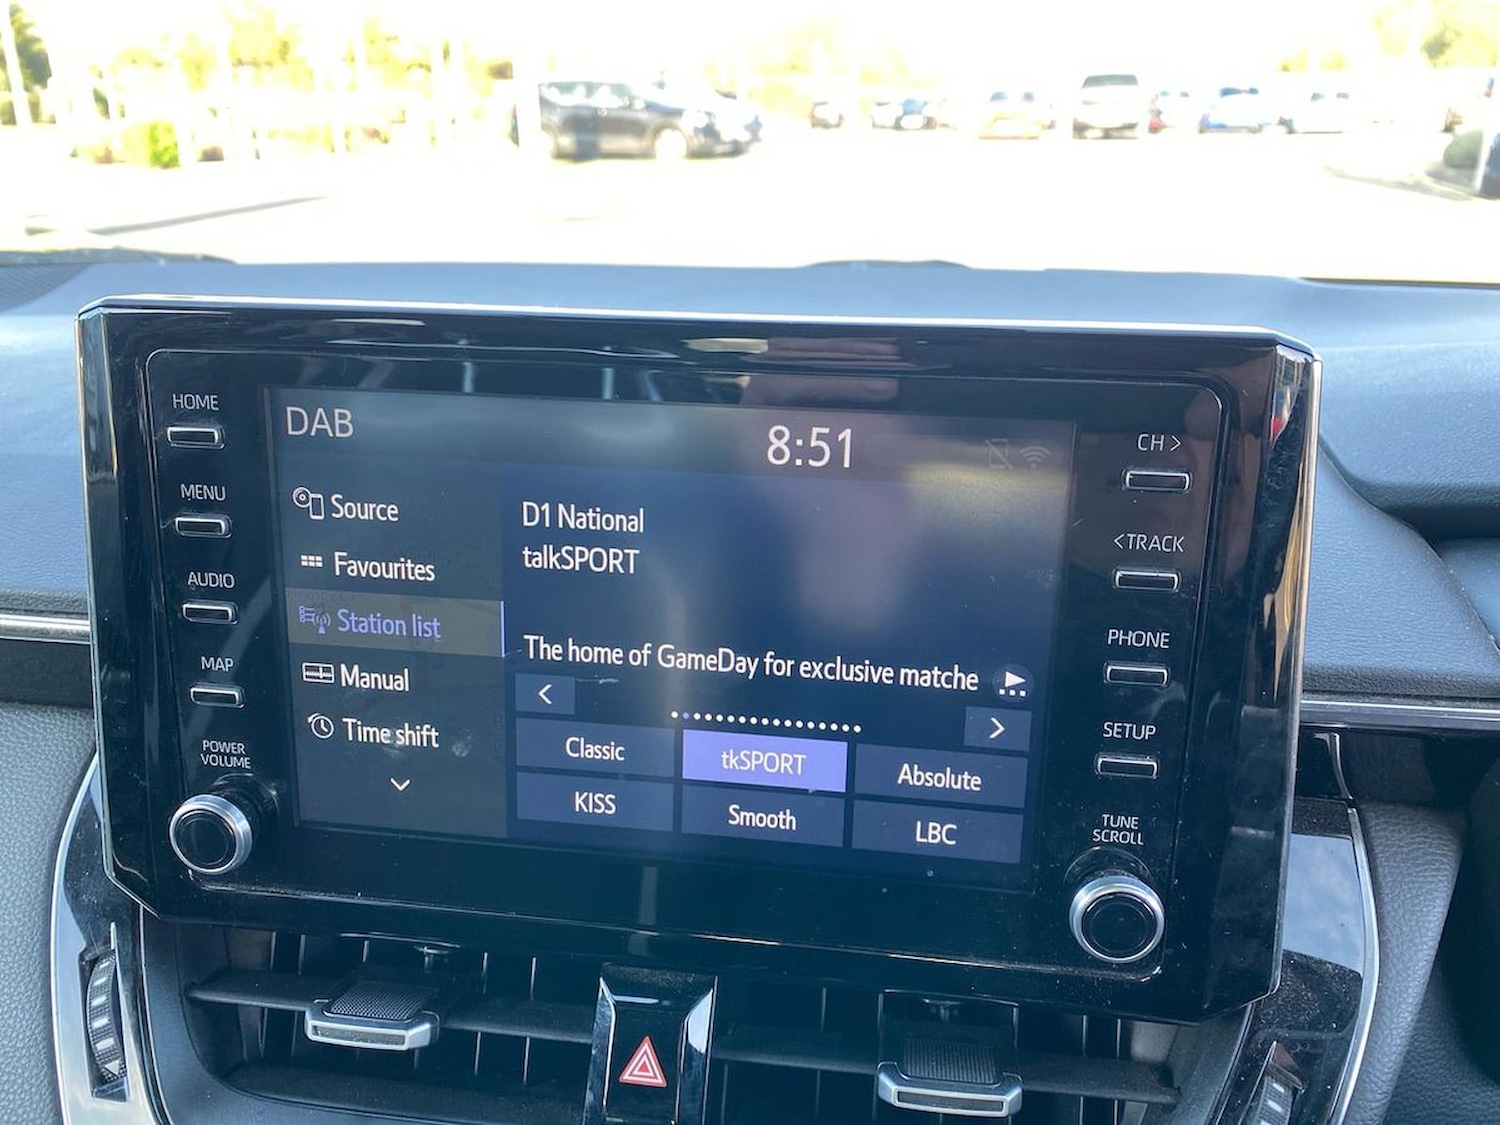 HOME
MENU
AUDIO
MAP
POWER
VOLUME
DAB
8:51
Source
Favourites
Station list
Manual
Time shift
D1 National
talkSPORT
The home of GameDay for exclusive matche
<
>
Classic
tkSPORT
Absolute
KISS
Smooth
LBC
CH >
< TRACK
PHONE
SETUP
TUNE
SCROLL